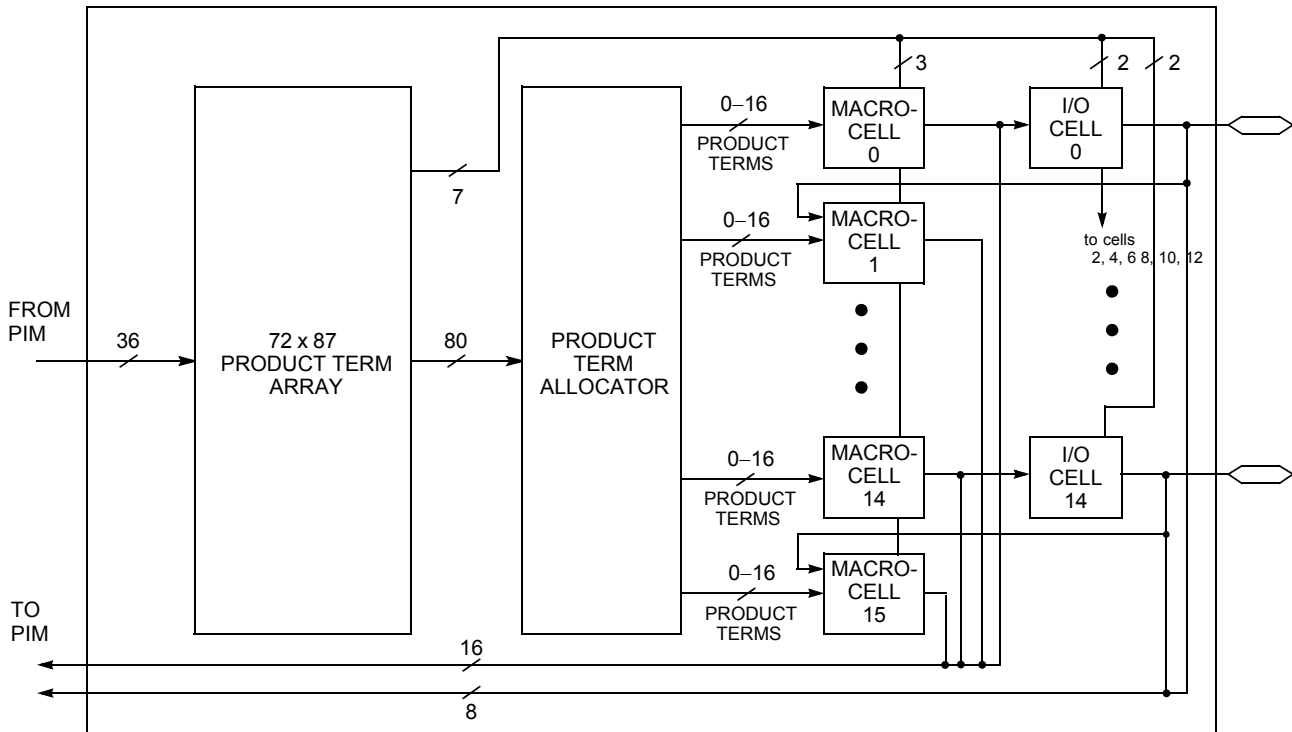 3
2
2
0–16
PRODUCT
TERMS
MACRO-
CELL
0
I/O
CELL
0
7
0–16
PRODUCT
TERMS
MACRO-
CELL
1
to cells
2, 4, 6 8, 10, 12
FROM
PIM
36
72 x 87
PRODUCT TERM
ARRAY
80
PRODUCT
TERM
ALLOCATOR
0–16
PRODUCT
TERMS
MACRO-
CELL
14
I/O
CELL
14
0–16
PRODUCT
TERMS
MACRO-
CELL
15
TO
PIM
16
8